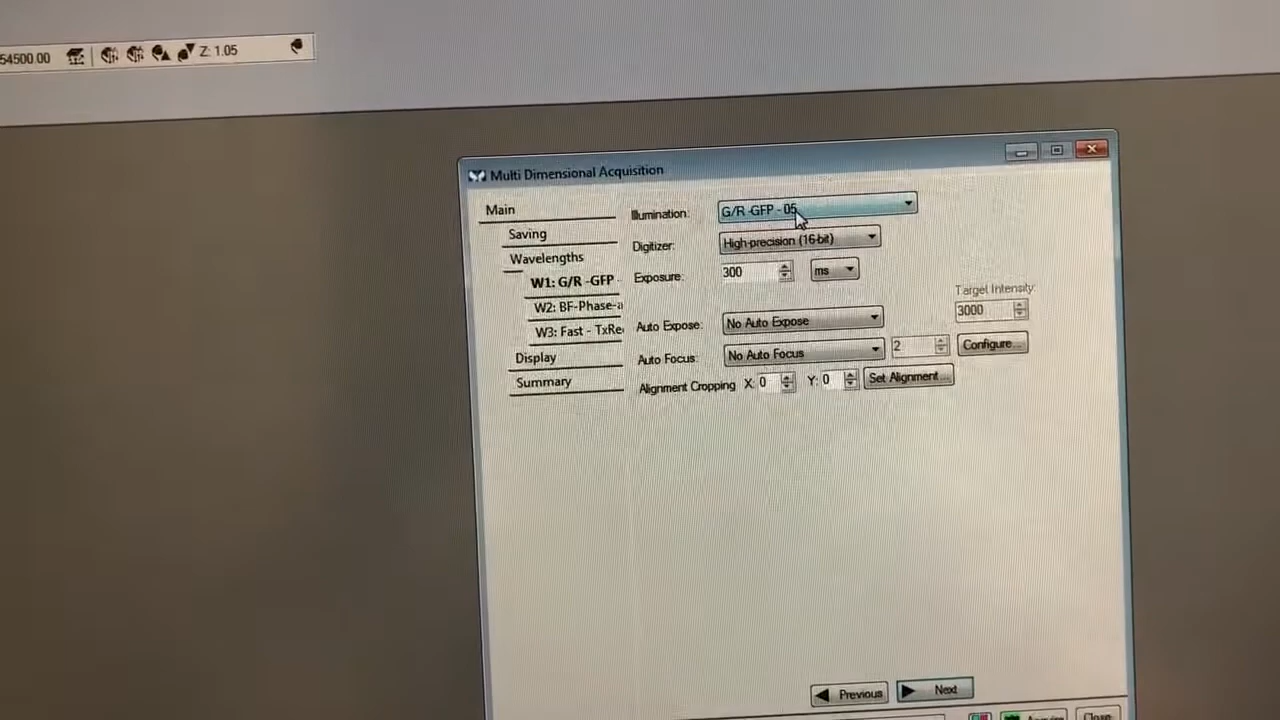 54500.00 Z: 1.05
Multi Dimensional Acquisition
Main
Saving
Wavelengths
W1: G/R -GFP -
W2: BF-Phase-a
W3: Fast - TxRe
Display
Summary
Illumination: G/R -GFP - 05
Digitizer: High-precision (16-bit)
Exposure: 300 ms
Target Intensity:
3000
Auto Expose: No Auto Expose
Auto Focus: No Auto Focus 2 Configure...
Alignment Cropping X: 0 Y: 0 Set Alignment...
Previous Next
Acquire Close